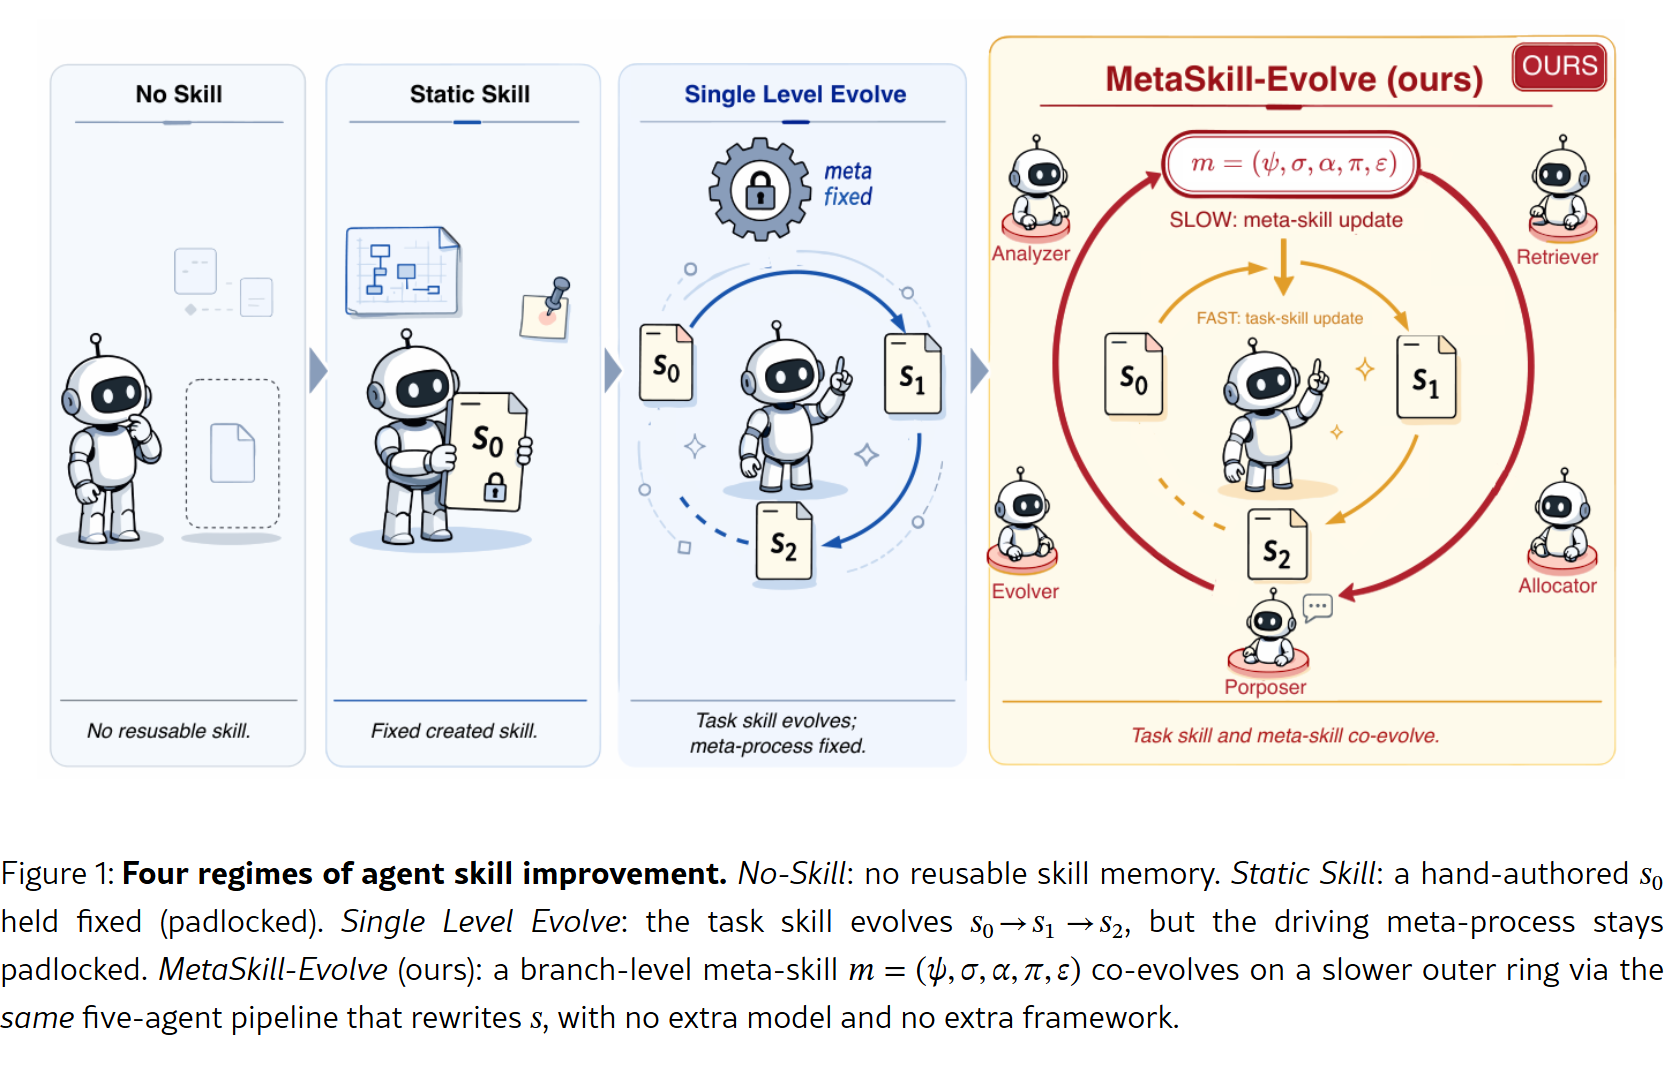 No Skill
No resusable skill.
Static Skill
S0
Fixed created skill.
Single Level Evolve
meta
fixed
S0
S1
S2
Task skill evolves;
meta-process fixed.
OURS
MetaSkill-Evolve (ours)
m = (ψ, σ, α, π, ε)
SLOW: meta-skill update
Analyzer
Retriever
FAST: task-skill update
S0
S1
S2
Evolver
Allocator
Porposer
Task skill and meta-skill co-evolve.
Figure 1: Four regimes of agent skill improvement. No-Skill: no reusable skill memory. Static Skill: a hand-authored s0
held fixed (padlocked). Single Level Evolve: the task skill evolves s0→s1 →s2, but the driving meta-process stays
padlocked. MetaSkill-Evolve (ours): a branch-level meta-skill m = (ψ, σ, α, π, ε) co-evolves on a slower outer ring via the
same five-agent pipeline that rewrites s, with no extra model and no extra framework.